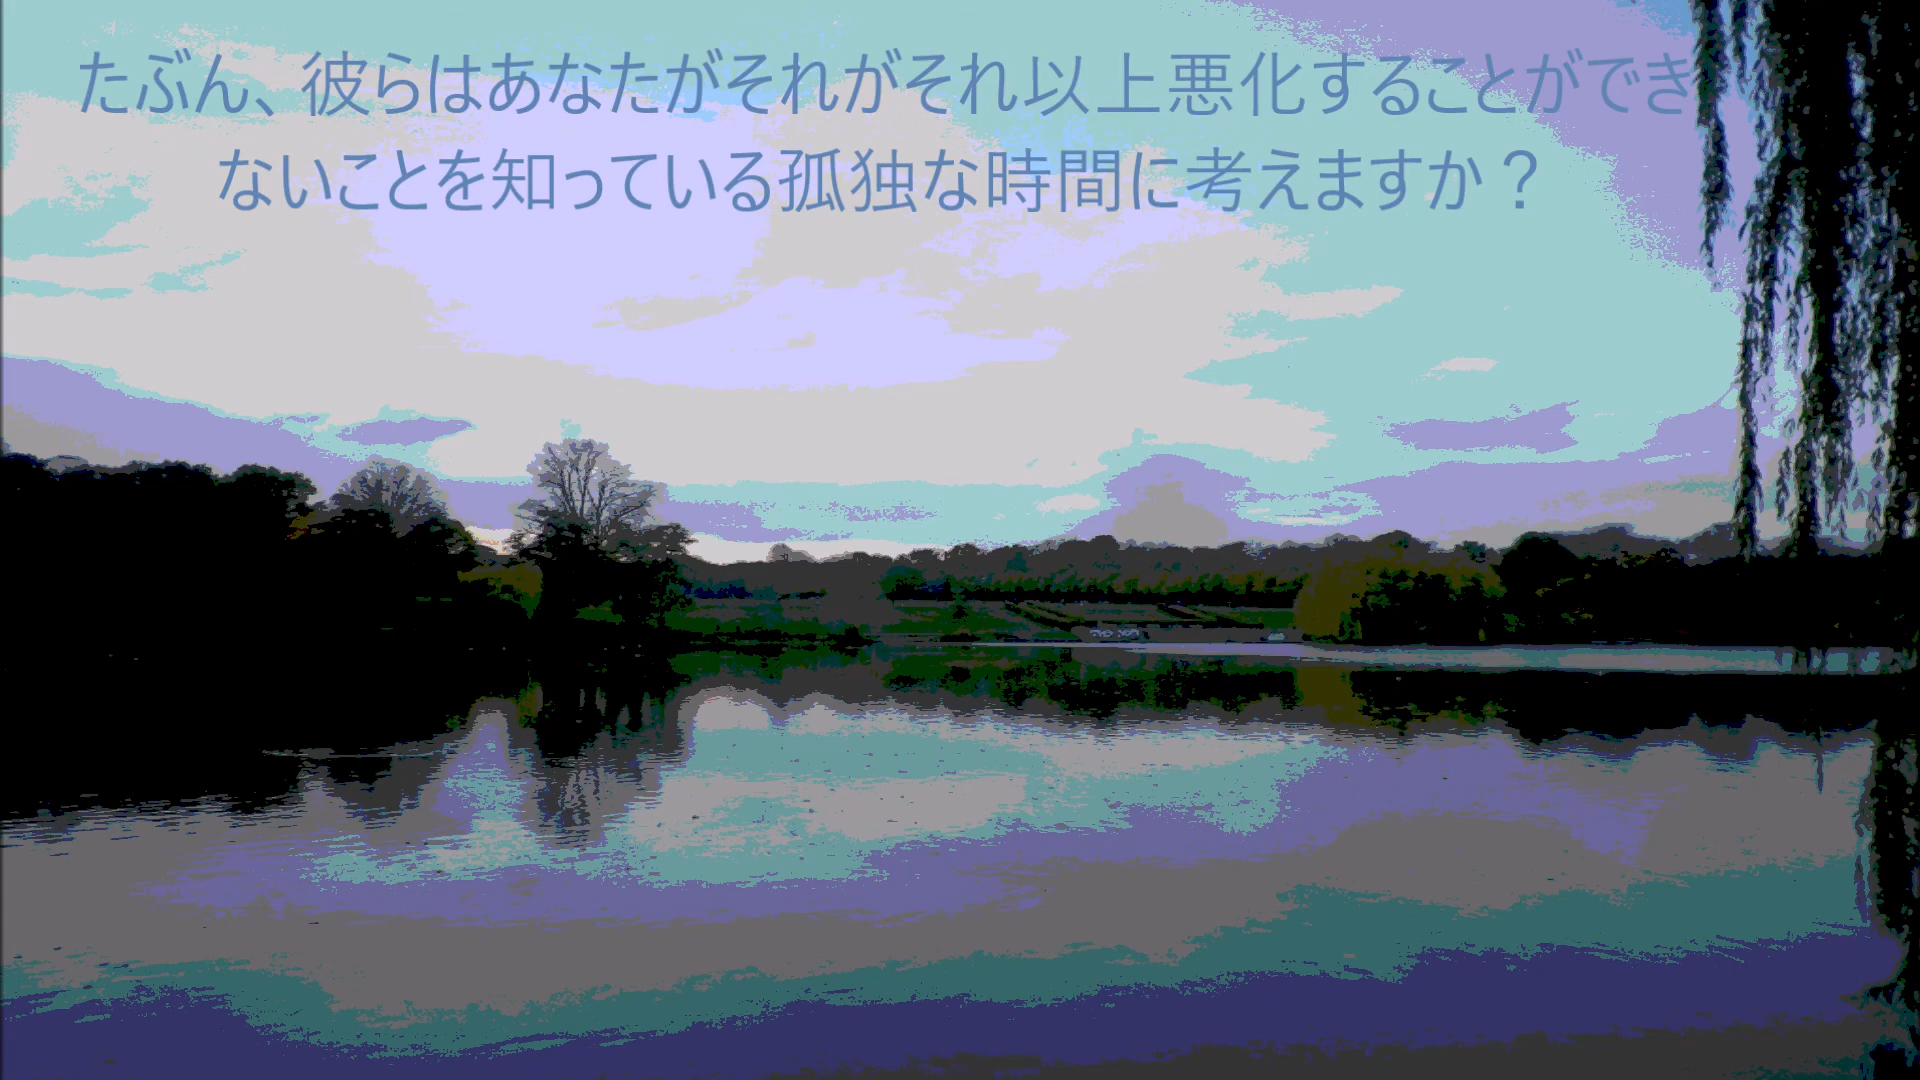 たぶん、彼らはあなたがそれがそれ以上悪化することができ
ないことを知っている孤独な時間に考えますか？